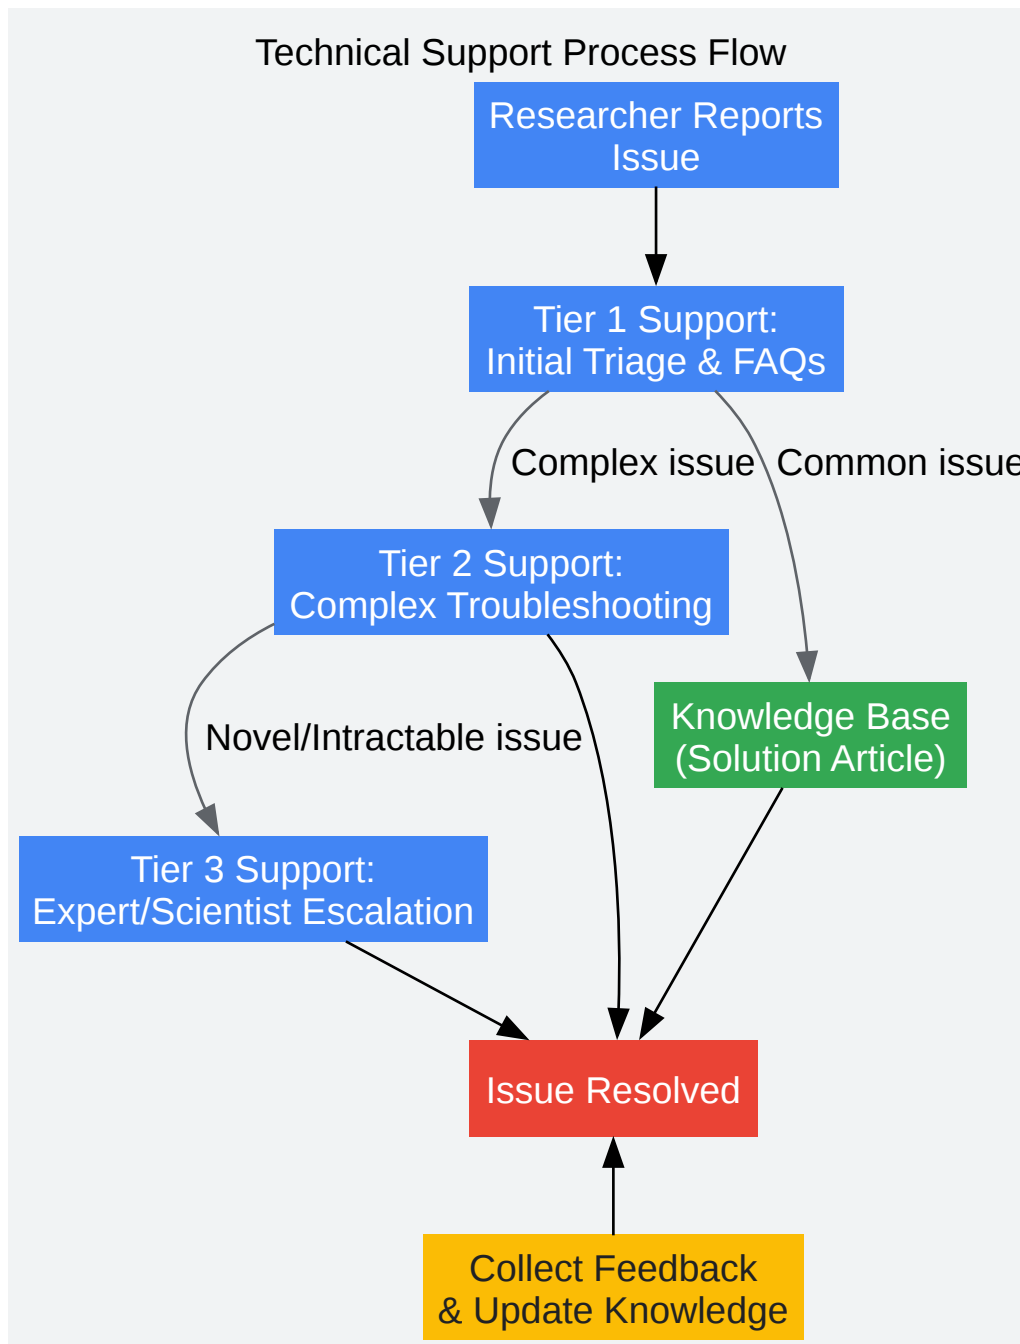 Technical Support Process Flow
Researcher Reports
Issue
Tier 1 Support:
Initial Triage & FAQs
Complex issue
Common issue
Tier 2 Support:
Complex Troubleshooting
Knowledge Base
(Solution Article)
Novel/Intractable issue
Tier 3 Support:
Expert/Scientist Escalation
Issue Resolved
Collect Feedback
& Update Knowledge